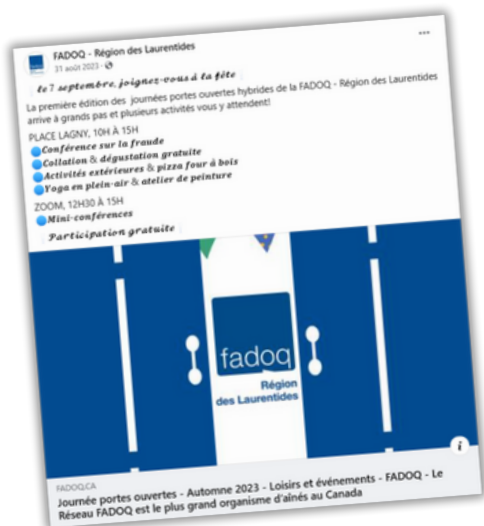 FADOQ - Région des Laurentides
31 août 2023 ·
le 7 septembre, joignez-vous à la fête
La première édition des journées portes ouvertes hybrides de la FADOQ - Région des Laurentides
arrive à grands pas et plusieurs activités vous y attendent!
PLACE LAGNY, 10H À 15H
Conférence sur la fraude
Collation & dégustation gratuite
Activités extérieures & pizza four à bois
Yoga en plein-air & atelier de peinture
ZOOM, 12H30 À 15H
Mini-conférences
Participation gratuite
fadoq
Région
des Laurentides
i
FADOQ.CA
Journée portes ouvertes - Automne 2023 - Loisirs et événements - FADOQ - Le
Réseau FADOQ est le plus grand organisme d'aînés au Canada